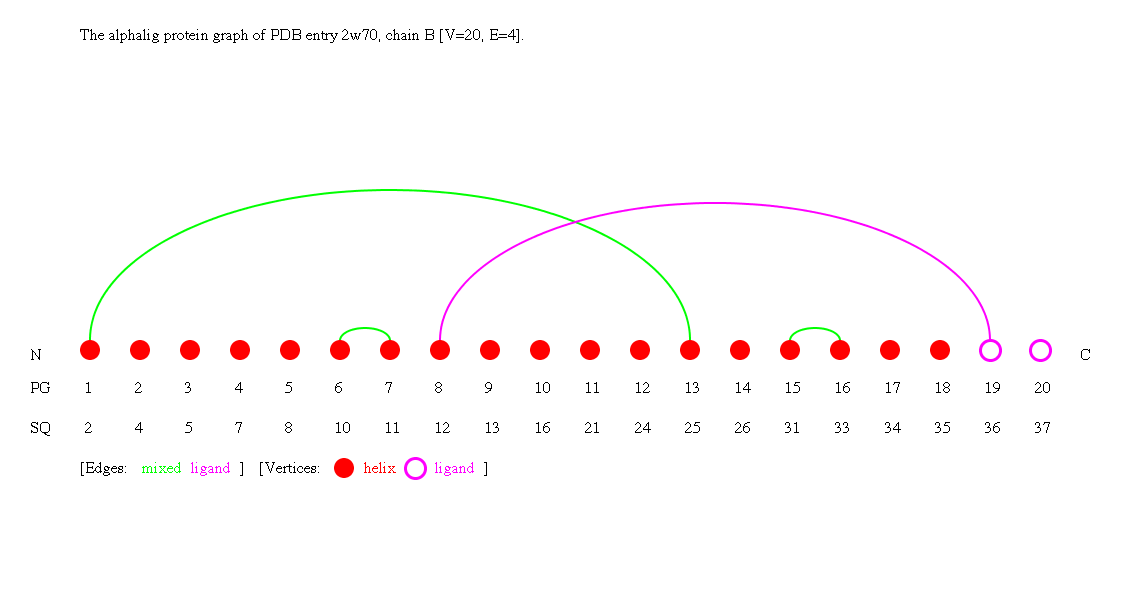 The alphalig protein graph of PDB entry 2w70, chain B [V=20, E=4].
N C
PG 1 2 3 4 5 6 7 8 9 10 11 12 13 14 15 16 17 18 19 20
SQ 2 4 5 7 8 10 11 12 13 16 21 24 25 26 31 33 34 35 36 37
[Edges: mixed ligand ] [Vertices: helix ligand ]